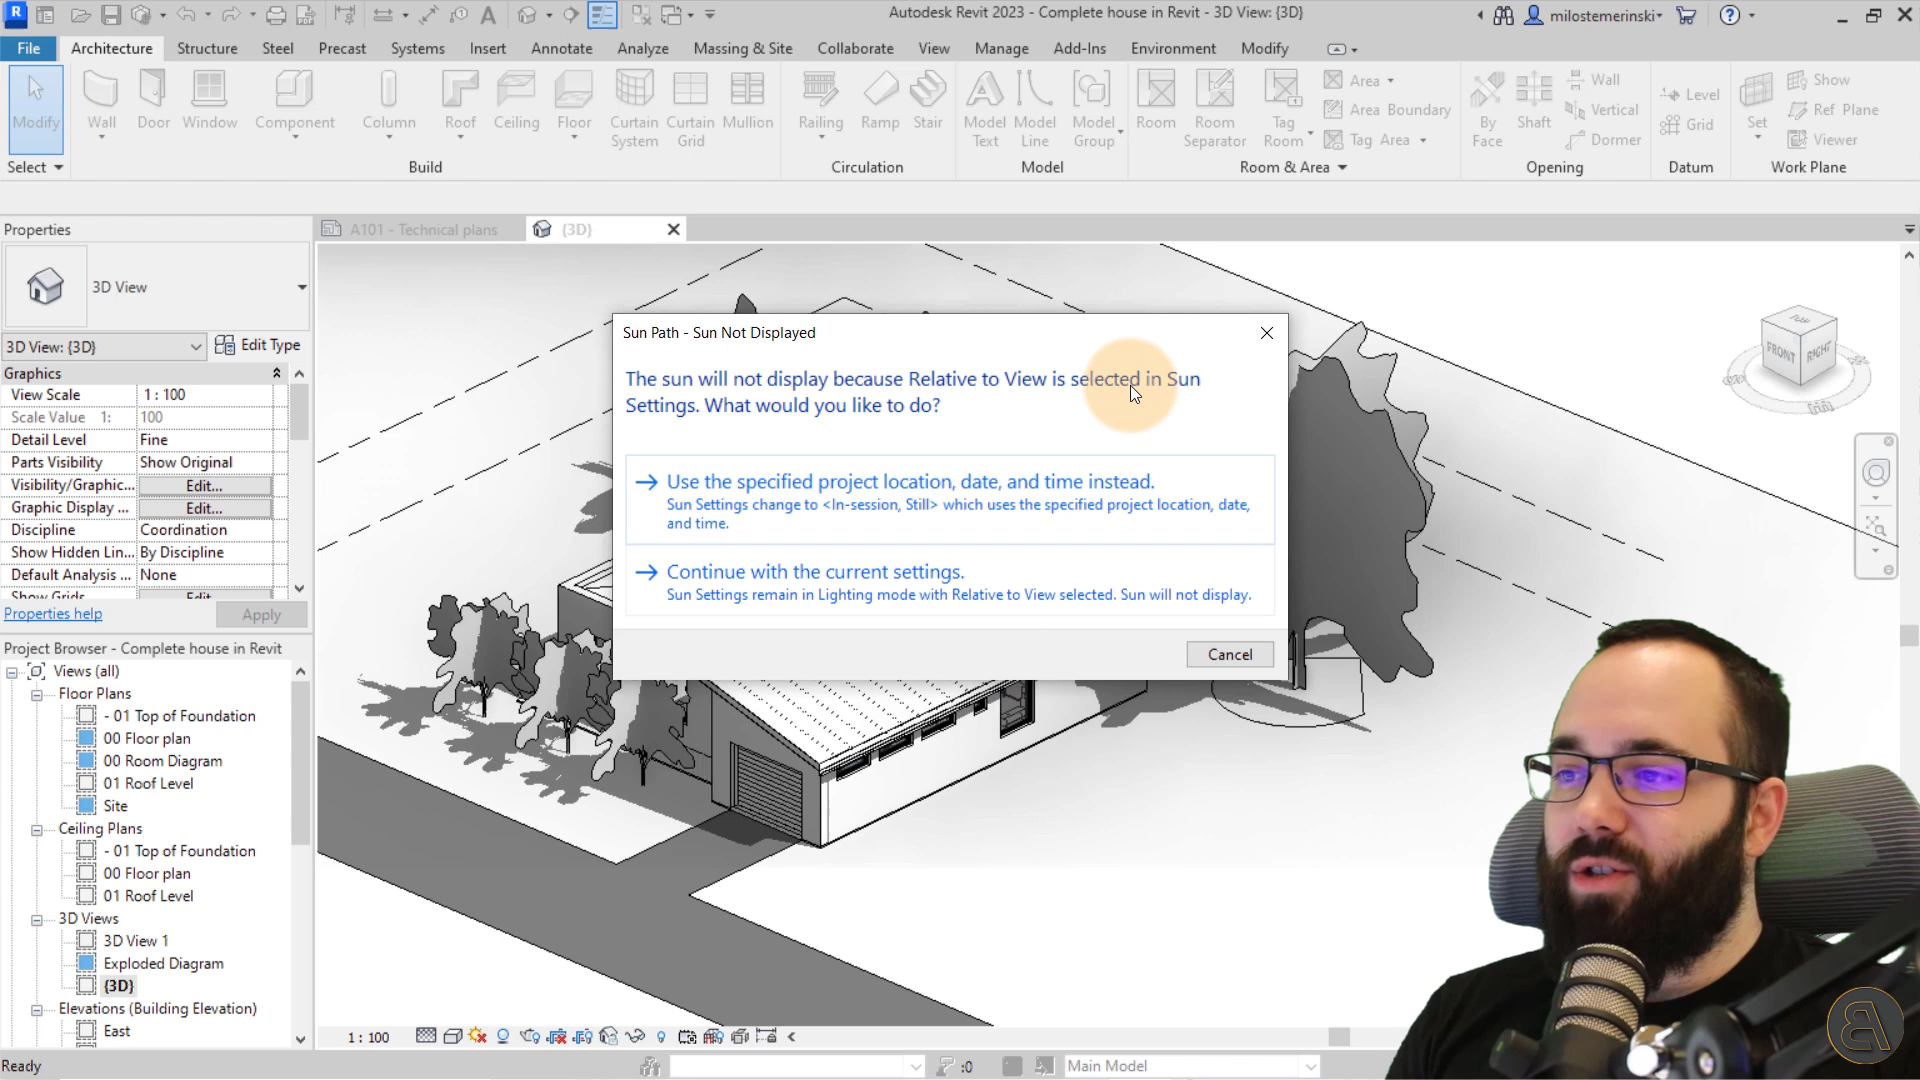 Autodesk Revit 2023 - Complete house in Revit - 3D View: {3D}
milostemerinski
File
Architecture
Structure
Steel
Precast
Systems
Insert
Annotate
Analyze
Massing & Site
Collaborate
View
Manage
Add-Ins
Environment
Modify
Modify
Wall
Door
Window
Component
Column
Roof
Ceiling
Floor
Curtain System
Curtain Grid
Mullion
Railing
Ramp
Stair
Model Text
Model Line
Model Group
Room
Room Separator
Tag Room
Area
Area Boundary
Tag Area
By Face
Shaft
Wall
Vertical
Dormer
Level
Grid
Set
Show
Ref Plane
Viewer
Select
Build
Circulation
Model
Room & Area
Opening
Datum
Work Plane
Properties
A101 - Technical plans
{3D}
3D View
3D View: {3D}
Edit Type
Graphics
View Scale 1 : 100
Scale Value 1: 100
Detail Level Fine
Parts Visibility Show Original
Visibility/Graphic... Edit...
Graphic Display ... Edit...
Discipline Coordination
Show Hidden Lin... By Discipline
Default Analysis ... None
Show Grids Edit...
Properties help
Apply
Project Browser - Complete house in Revit
Views (all)
Floor Plans
- 01 Top of Foundation
00 Floor plan
00 Room Diagram
01 Roof Level
Site
Ceiling Plans
- 01 Top of Foundation
00 Floor plan
01 Roof Level
3D Views
3D View 1
Exploded Diagram
{3D}
Elevations (Building Elevation)
East
Sun Path - Sun Not Displayed
The sun will not display because Relative to View is selected in Sun
Settings. What would you like to do?
Use the specified project location, date, and time instead.
Sun Settings change to <In-session, Still> which uses the specified project location, date,
and time.
Continue with the current settings.
Sun Settings remain in Lighting mode with Relative to View selected. Sun will not display.
Cancel
TOP
FRONT
RIGHT
1 : 100
Ready
:0
Main Model